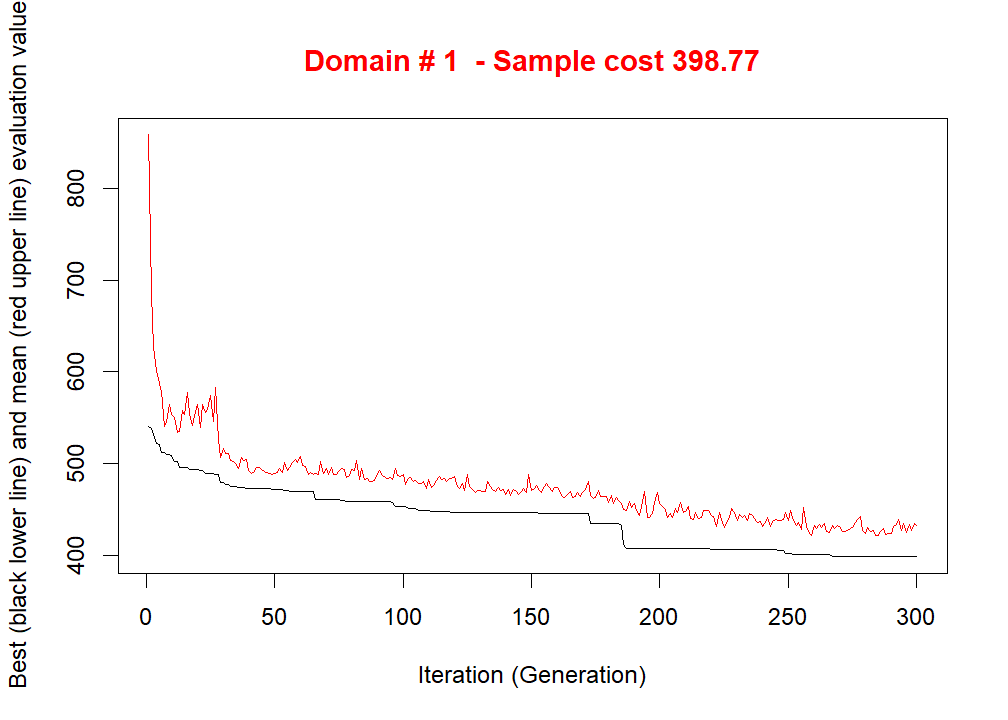 Domain # 1  - Sample cost 398.77
Best (black lower line) and mean (red upper line) evaluation value
800
700
600
500
400
0 50 100 150 200 250 300
Iteration (Generation)